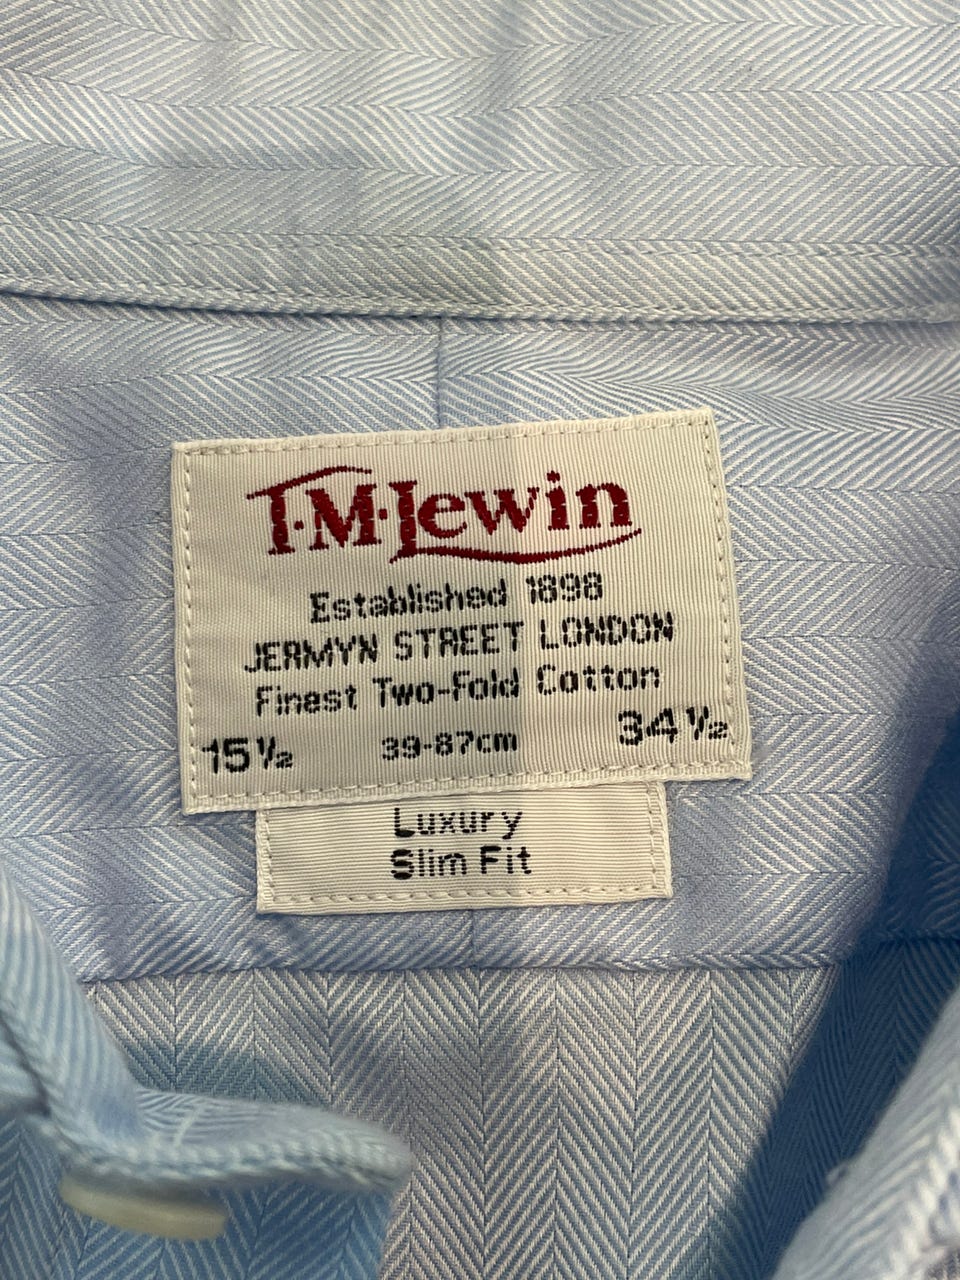 T·M·Lewin
Established 1898
JERMYN STREET LONDON
Finest Two-Fold Cotton
15½ 39-87cm 34½
Luxury
Slim Fit